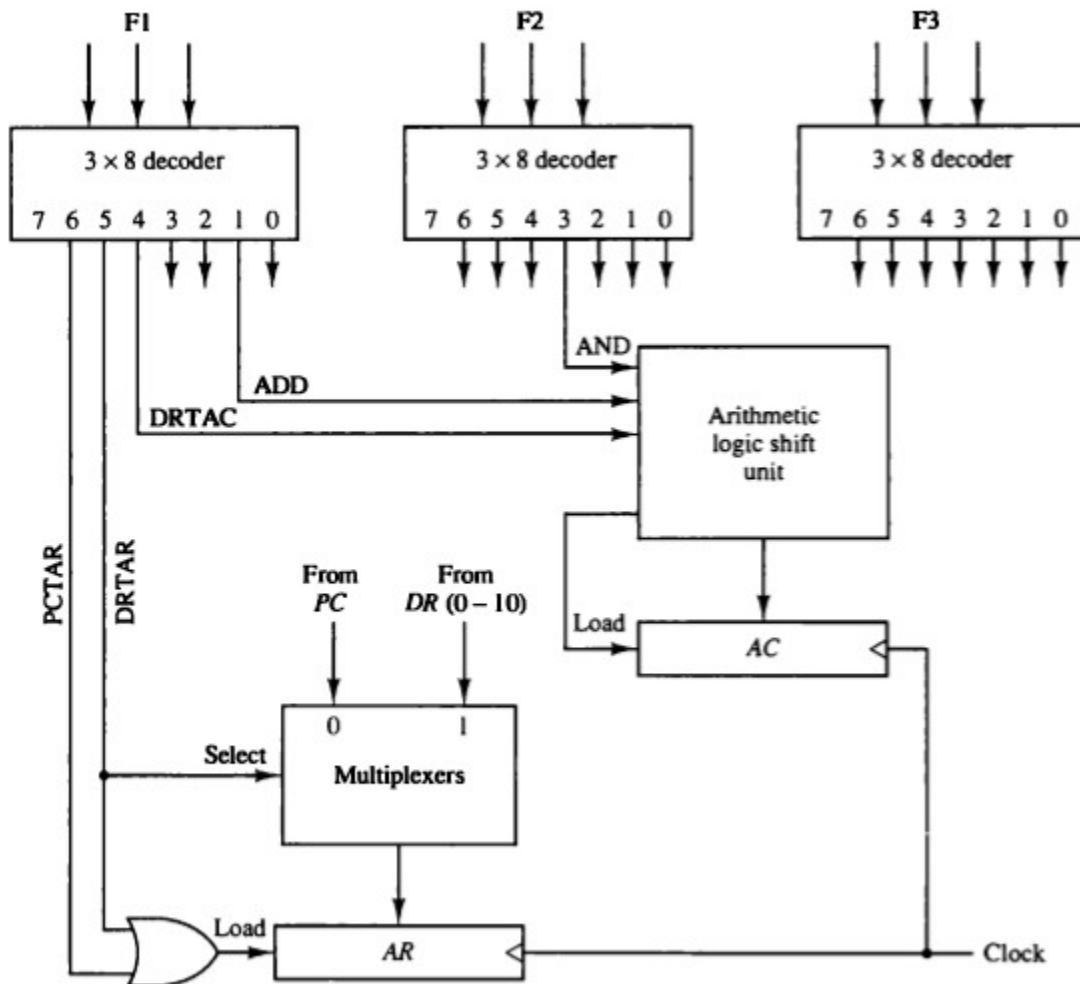 F1 F2 F3
3 × 8 decoder 3 × 8 decoder 3 × 8 decoder
7 6 5 4 3 2 1 0 7 6 5 4 3 2 1 0 7 6 5 4 3 2 1 0
AND
ADD
DRTAC
Arithmetic
logic shift
unit
PCTAR
DRTAR
From
PC
From
DR (0 – 10)
Load
AC
0 1
Select
Multiplexers
Load
AR
Clock